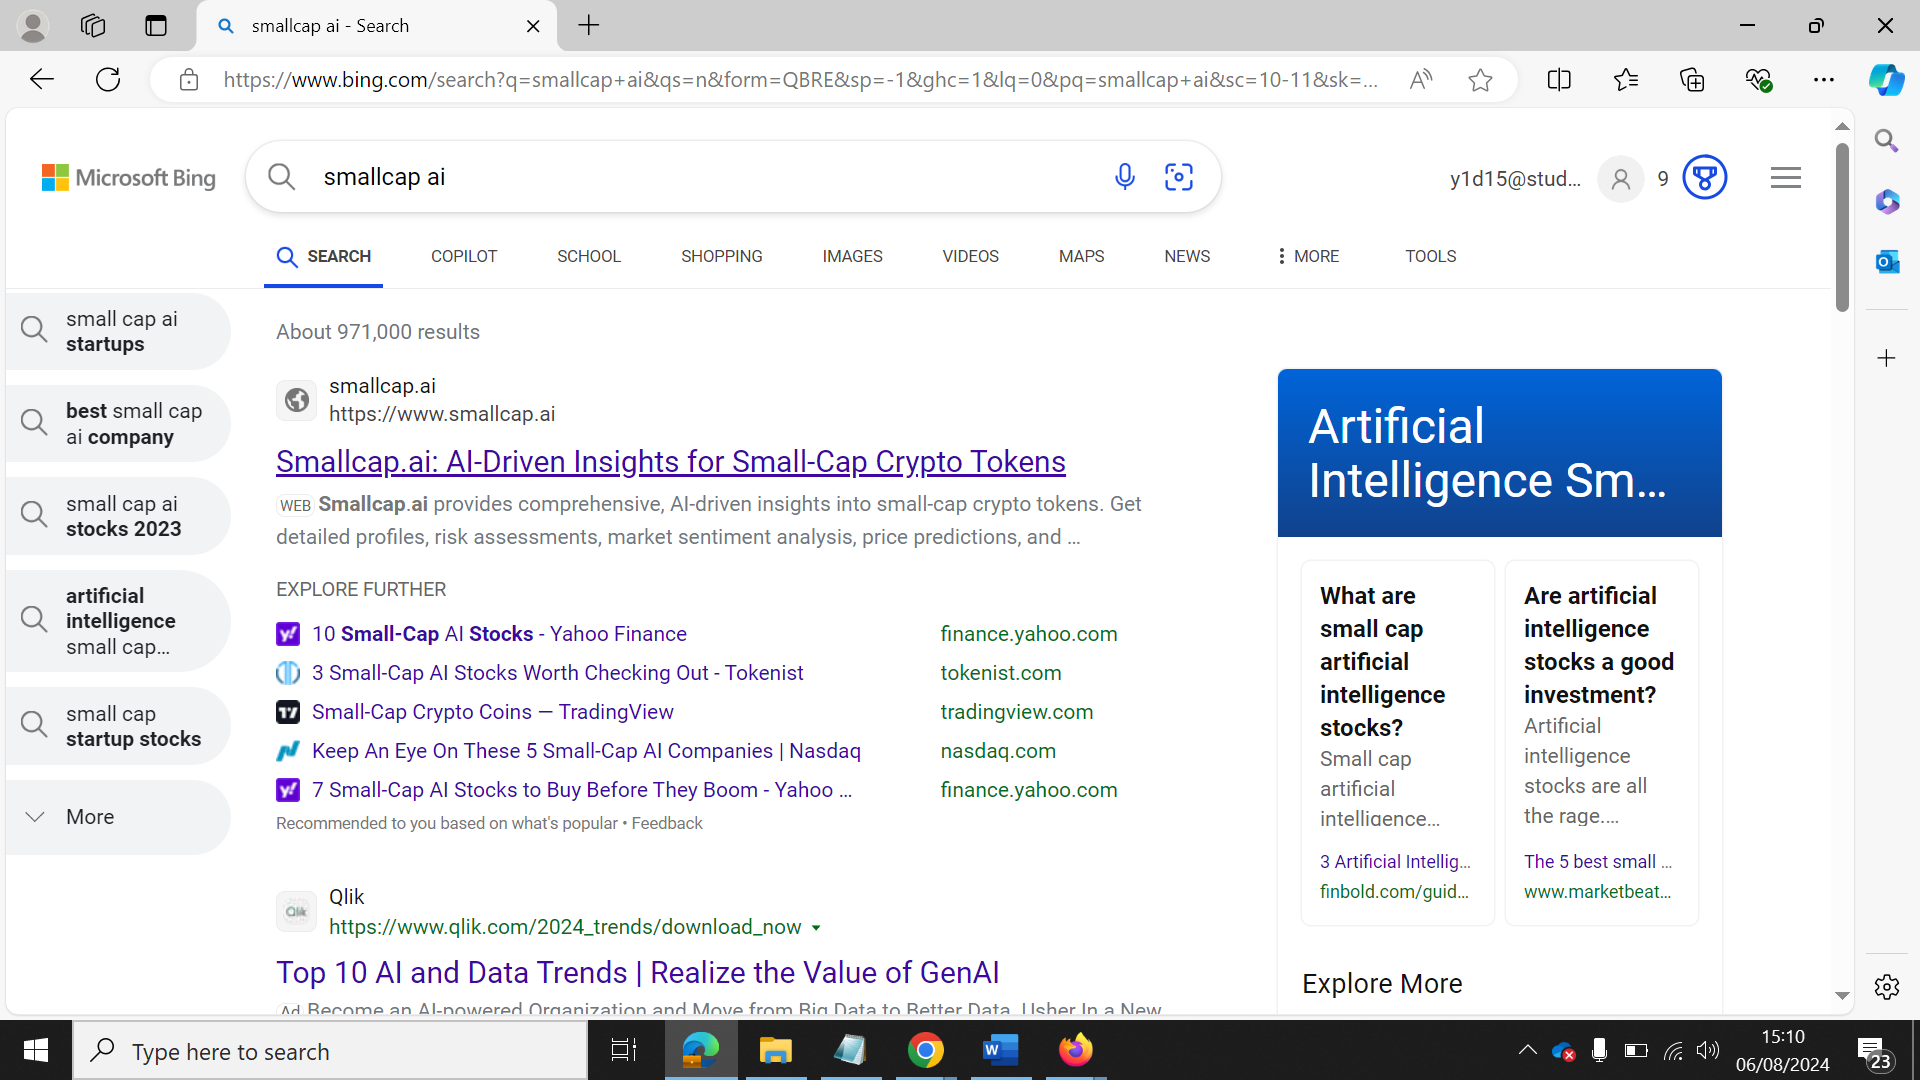 smallcap ai - Search
https://www.bing.com/search?q=smallcap+ai&qs=n&form=QBRE&sp=-1&ghc=1&lq=0&pq=smallcap+ai&sc=10-11&sk=...
Microsoft Bing
smallcap ai
y1d15@stud...
9
SEARCH
COPILOT
SCHOOL
SHOPPING
IMAGES
VIDEOS
MAPS
NEWS
MORE
TOOLS
small cap ai
startups
best small cap
ai company
small cap ai
stocks 2023
artificial
intelligence
small cap...
small cap
startup stocks
More
About 971,000 results
smallcap.ai
https://www.smallcap.ai
Smallcap.ai: AI-Driven Insights for Small-Cap Crypto Tokens
WEB Smallcap.ai provides comprehensive, AI-driven insights into small-cap crypto tokens. Get
detailed profiles, risk assessments, market sentiment analysis, price predictions, and ...
EXPLORE FURTHER
10 Small-Cap AI Stocks - Yahoo Finance finance.yahoo.com
3 Small-Cap AI Stocks Worth Checking Out - Tokenist tokenist.com
Small-Cap Crypto Coins — TradingView tradingview.com
Keep An Eye On These 5 Small-Cap AI Companies | Nasdaq nasdaq.com
7 Small-Cap AI Stocks to Buy Before They Boom - Yahoo ... finance.yahoo.com
Recommended to you based on what's popular • Feedback
Qlik
Qlik
https://www.qlik.com/2024_trends/download_now
Top 10 AI and Data Trends | Realize the Value of GenAI
Ad Become an AI-powered Organization and Move from Big Data to Better Data. Usher In a New
Artificial
Intelligence Sm...
What are
small cap
artificial
intelligence
stocks?
Small cap
artificial
intelligence...
3 Artificial Intellig...
finbold.com/guid...
Are artificial
intelligence
stocks a good
investment?
Artificial
intelligence
stocks are all
the rage....
The 5 best small ...
www.marketbeat...
Explore More
Type here to search
15:10
06/08/2024
23